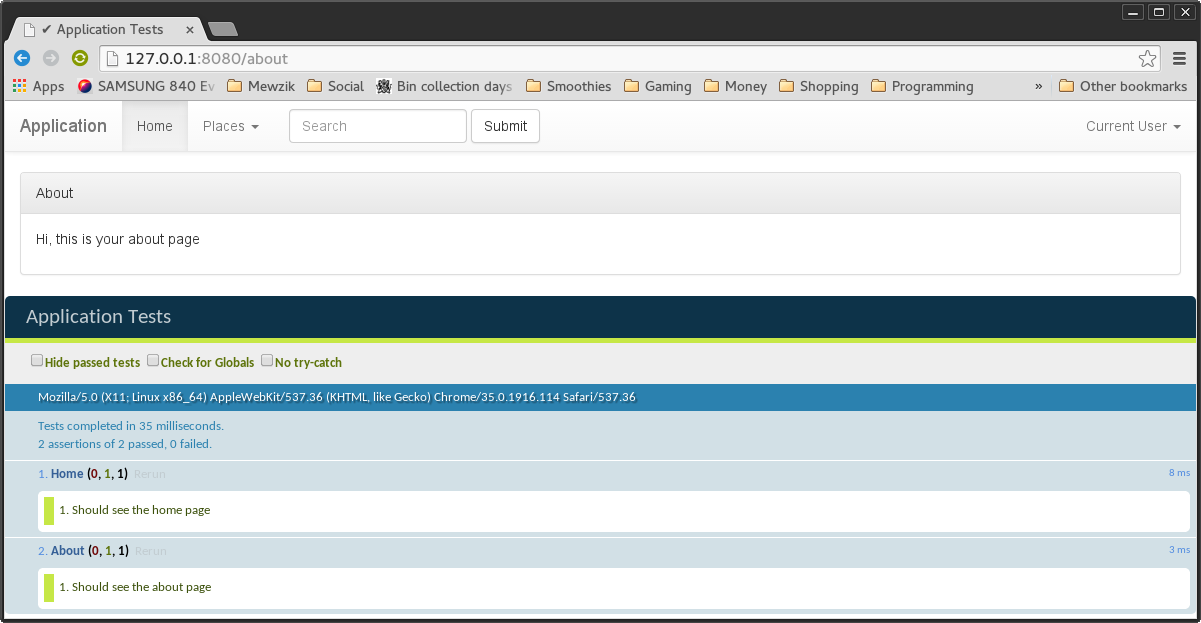 ✔ Application Tests
127.0.0.1:8080/about
Apps SAMSUNG 840 Ev Mewzik Social Bin collection days Smoothies Gaming Money Shopping Programming » Other bookmarks
Application Home Places Search Submit Current User
About
Hi, this is your about page
Application Tests
Hide passed tests Check for Globals No try-catch
Mozilla/5.0 (X11; Linux x86_64) AppleWebKit/537.36 (KHTML, like Gecko) Chrome/35.0.1916.114 Safari/537.36
Tests completed in 35 milliseconds.
2 assertions of 2 passed, 0 failed.
1. Home (0, 1, 1) Rerun 8 ms
1. Should see the home page
2. About (0, 1, 1) Rerun 3 ms
1. Should see the about page